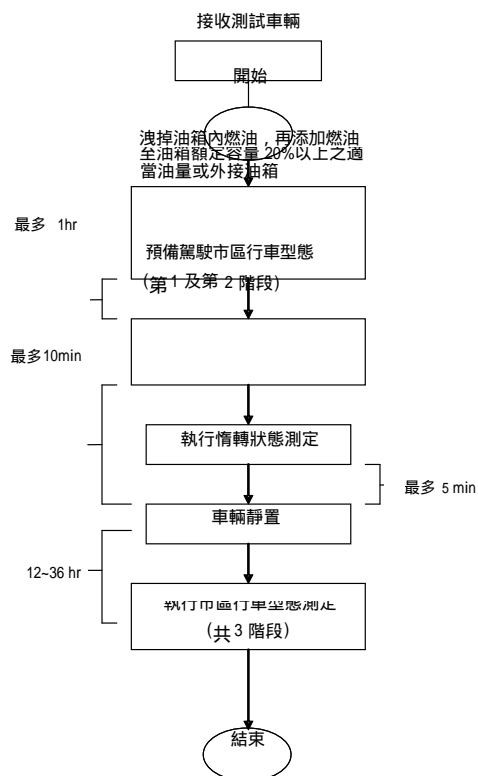 接收測試車輛
開始
洩掉油箱內燃油，再添加燃油
至油箱額定容量 20%以上之適
當油量或外接油箱
最多 1hr
預備駕駛市區行車型態
(第 1 及第 2 階段)
最多10min
執行惰轉狀態測定
最多 5 min
車輛靜置
12~36 hr
執行市區行車型態測定
(共 3 階段)
結束